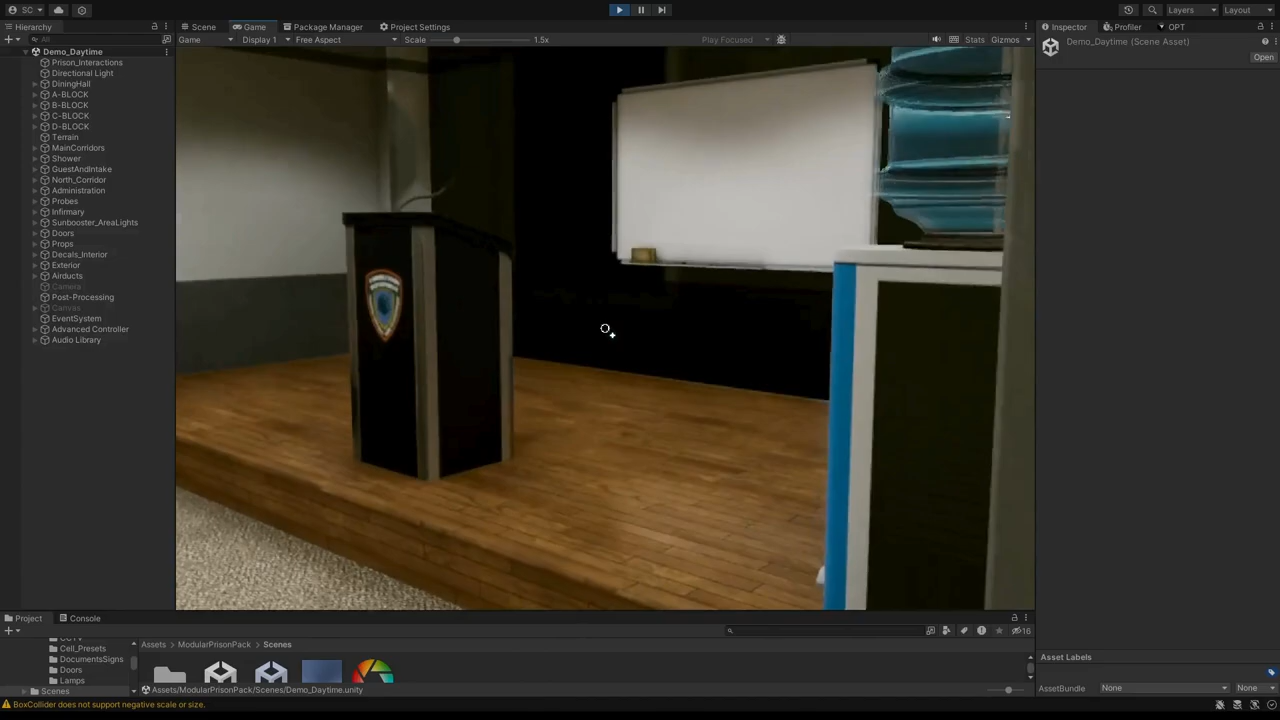 SC
Layers
Layout
Hierarchy
Scene
Game
Package Manager
Project Settings
Inspector
Profiler
OPT
All
Game
Display 1
Free Aspect
Scale
1.5x
Play Focused
Stats
Gizmos
Demo_Daytime (Scene Asset)
Open
Demo_Daytime
Prison_Interactions
Directional Light
DiningHall
A-BLOCK
B-BLOCK
C-BLOCK
D-BLOCK
Terrain
MainCorridors
Shower
GuestAndIntake
North_Corridor
Administration
Probes
Infirmary
Sunbooster_AreaLights
Doors
Props
Decals_Interior
Exterior
Airducts
Camera
Post-Processing
Canvas
EventSystem
Advanced Controller
Audio Library
Project
Console
16
Assets
ModularPrisonPack
Scenes
CCTV
Cell_Presets
DocumentsSigns
Doors
Lamps
Scenes
Assets/ModularPrisonPack/Scenes/Demo_Daytime.unity
Asset Labels
AssetBundle
None
None
BoxCollider does not support negative scale or size.